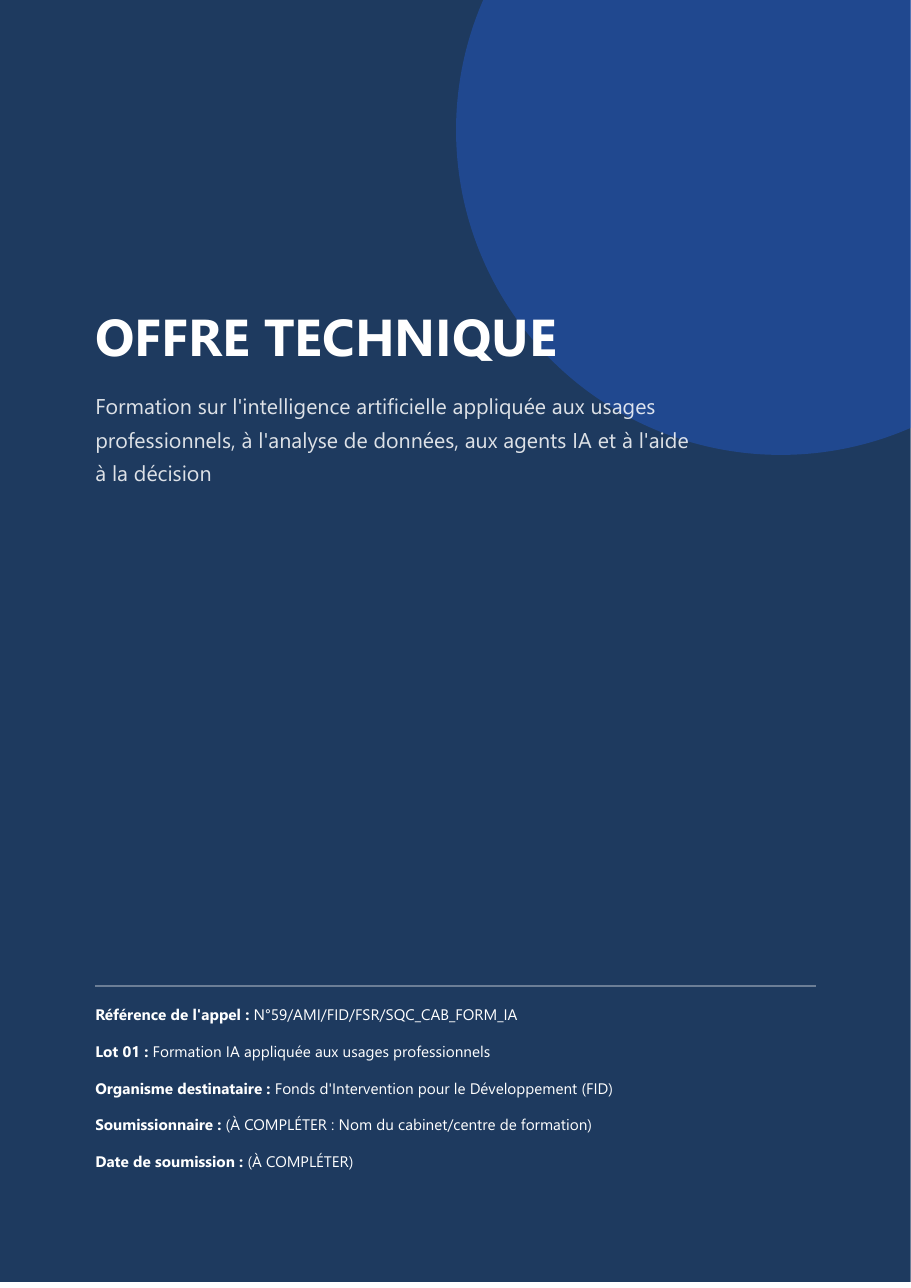 OFFRE TECHNIQUE
Formation sur l'intelligence artificielle appliquée aux usages
professionnels, à l'analyse de données, aux agents IA et à l'aide
à la décision
Référence de l'appel : N°59/AMI/FID/FSR/SQC_CAB_FORM_IA
Lot 01 : Formation IA appliquée aux usages professionnels
Organisme destinataire : Fonds d'Intervention pour le Développement (FID)
Soumissionnaire : (À COMPLÉTER : Nom du cabinet/centre de formation)
Date de soumission : (À COMPLÉTER)